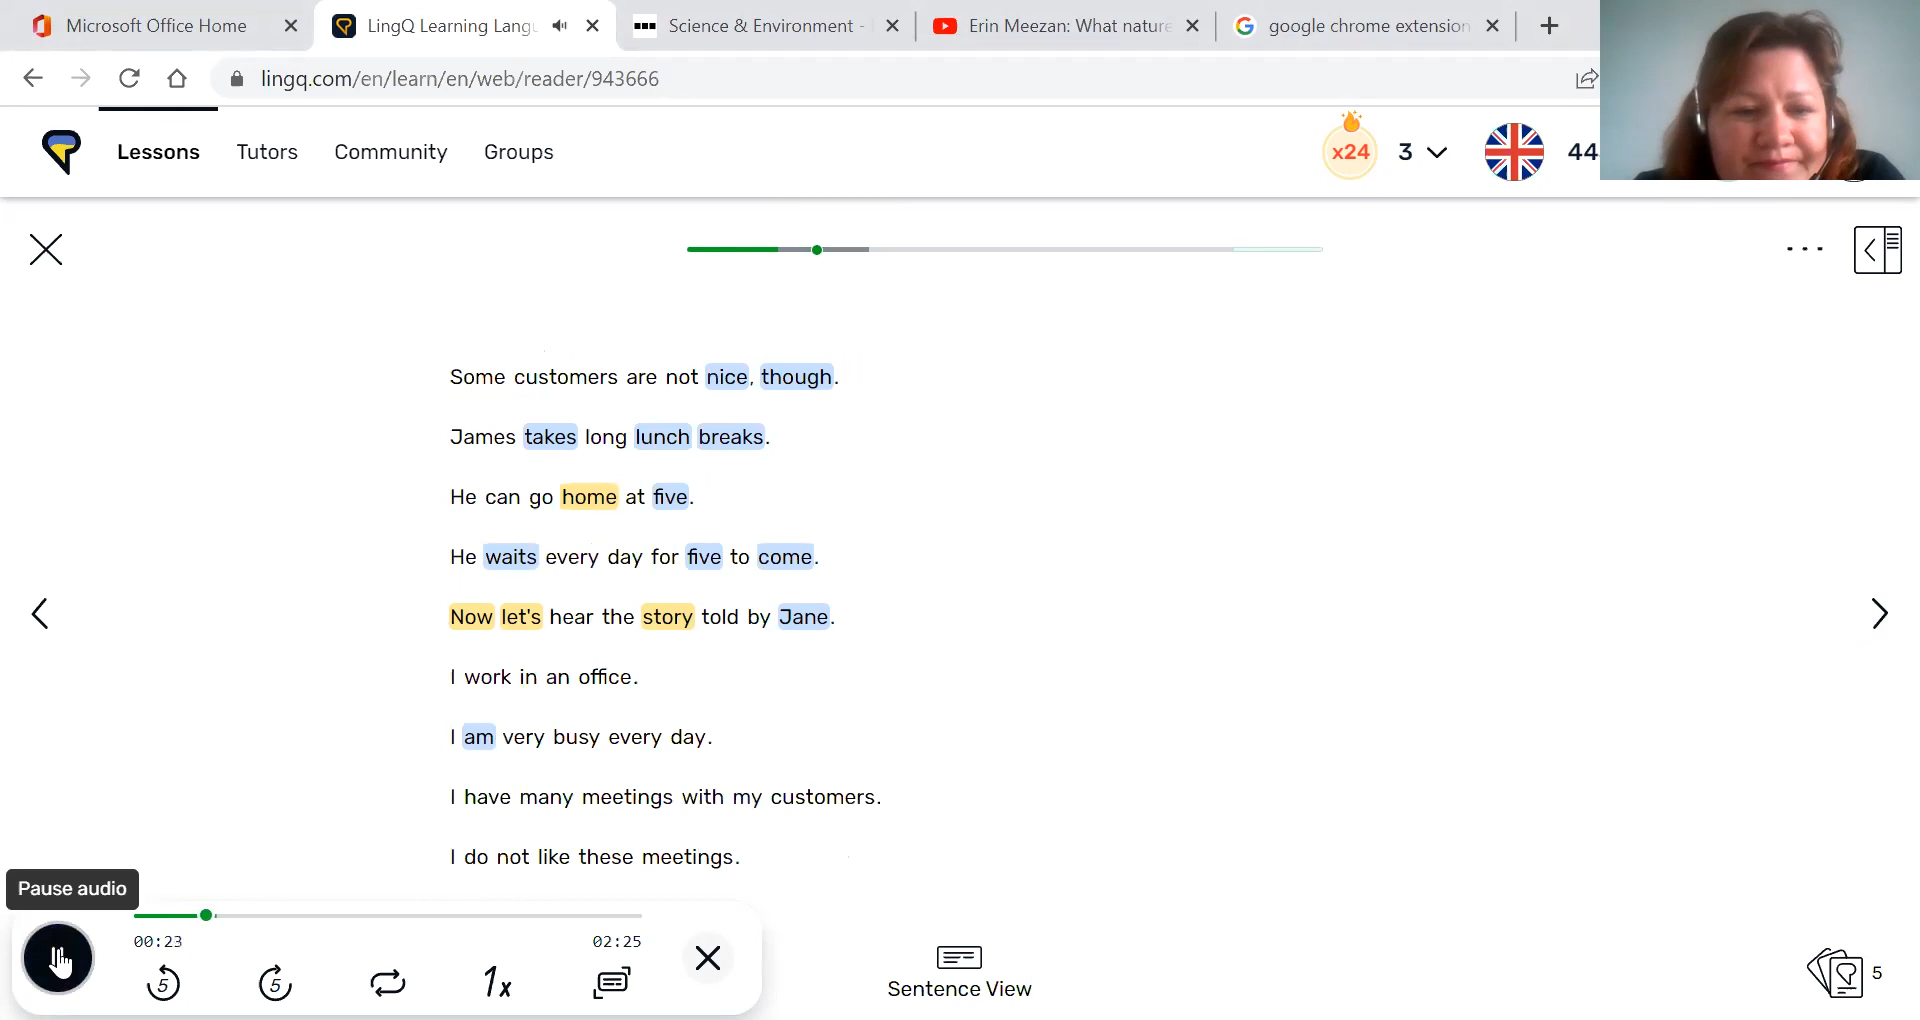 Microsoft Office Home
LingQ Learning Langu
Science & Environment -
Erin Meezan: What nature
google chrome extension
lingq.com/en/learn/en/web/reader/943666
Lessons
Tutors
Community
Groups
x24
3
44
Some customers are not nice, though.
James takes long lunch breaks.
He can go home at five.
He waits every day for five to come.
Now let's hear the story told by Jane.
I work in an office.
I am very busy every day.
I have many meetings with my customers.
I do not like these meetings.
Pause audio
00:23
02:25
5
5
1x
Sentence View
5